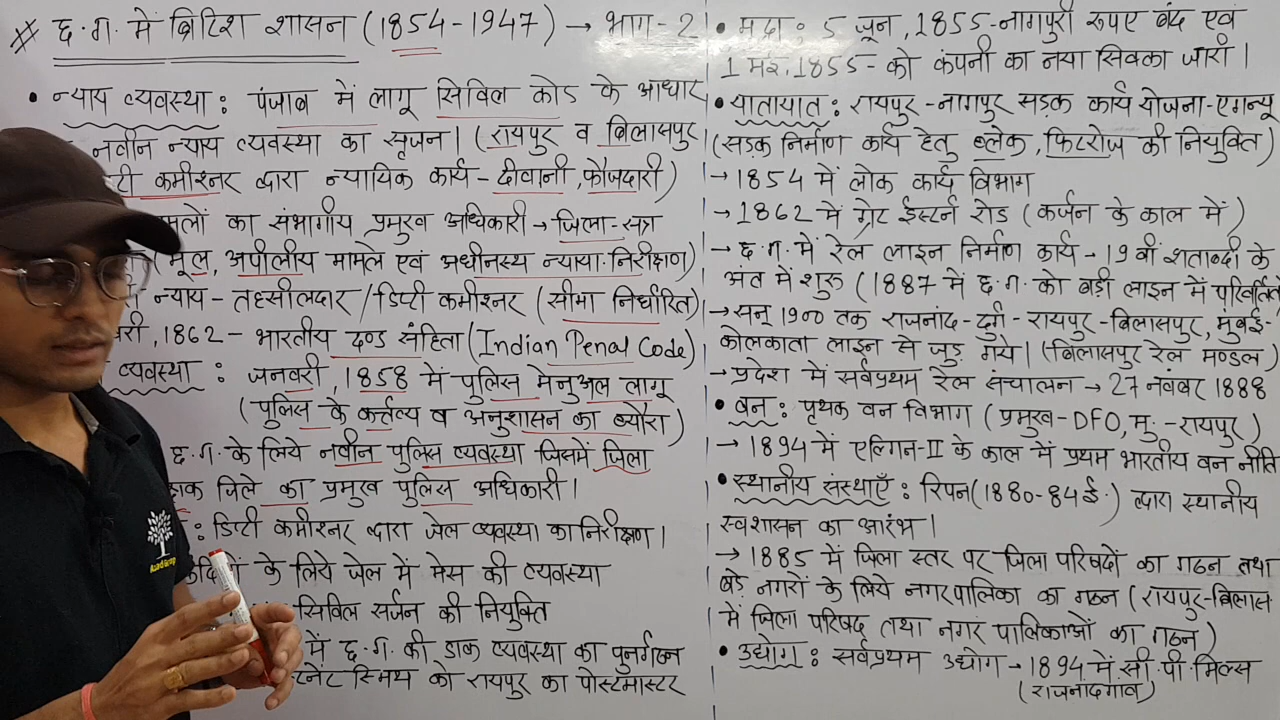 # छ.ग. में ब्रिटिश शासन (1854-1947) → भाग-2
• न्याय व्यवस्था : पंजाब में लागू सिविल कोड के आधार
नवीन न्याय व्यवस्था का सृजन। (रायपुर व बिलासपुर
टी कमीश्नर द्वारा न्यायिक कार्य - दीवानी, फौजदारी)
मलों का संभागीय प्रमुख अधिकारी → जिला-सत्र
(मूल, अपीलीय मामले एवं अधीनस्थ न्याया. निरीक्षण)
न्याय - तहसीलदार / डिप्टी कमीश्नर (सीमा निर्धारित)
वरी, 1862 - भारतीय दण्ड संहिता (Indian Penal Code)
व्यवस्था : जनवरी, 1858 में पुलिस मेनुअल लागू
(पुलिस के कर्त्तव्य व अनुशासन का ब्यौरा)
छ.ग. के लिये नवीन पुलिस व्यवस्था जिसमें जिला
जिले का प्रमुख पुलिस अधिकारी।
: डिप्टी कमीश्नर द्वारा जेल व्यवस्था का निरीक्षण।
के लिये जेल में मेस की व्यवस्था
सिविल सर्जन की नियुक्ति
में छ.ग. की डाक व्यवस्था का पुनर्गठन
स्मिथ को रायपुर का पोस्टमास्टर
• मुद्रा : 5 जून, 1855 - नागपुरी रूपए बंद एवं
1 मई, 1855 - को कंपनी का नया सिक्का जारी।
• यातायात : रायपुर - नागपुर सड़क कार्य योजना - एगन्यू
(सड़क निर्माण कार्य हेतु ब्लेक, फिटरोज की नियुक्ति)
→ 1854 में लोक कार्य विभाग
→ 1862 में ग्रेट ईस्टर्न रोड (कर्जन के काल में)
→ छ.ग. में रेल लाइन निर्माण कार्य - 19 वी शताब्दी के
अंत में शुरू (1887 में छ.ग. को बड़ी लाइन में परिवर्तित
→ सन् 1900 तक राजनांद - दुर्ग - रायपुर - बिलासपुर, मुंबई-
कोलकाता लाइन से जुड़ गये। (बिलासपुर रेल मण्डल)
→ प्रदेश में सर्वप्रथम रेल संचालन → 27 नवंबर 1888
• वन : पृथक वन विभाग (प्रमुख - DFO, मु. - रायपुर)
→ 1894 में एल्गिन-II के काल में प्रथम भारतीय वन नीति
• स्थानीय संस्थाएँ : रिपन (1880-84 ई.) द्वारा स्थानीय
स्वशासन का आरंभ।
→ 1885 में जिला स्तर पर जिला परिषदों का गठन तथा
बड़े नगरों के लिये नगरपालिका का गठन (रायपुर-बिलास
में जिला परिषद तथा नगर पालिकाओं का गठन)
• उद्योग : सर्वप्रथम उद्योग → 1894 में सी.पी. मिल्स
(राजनांदगांव)